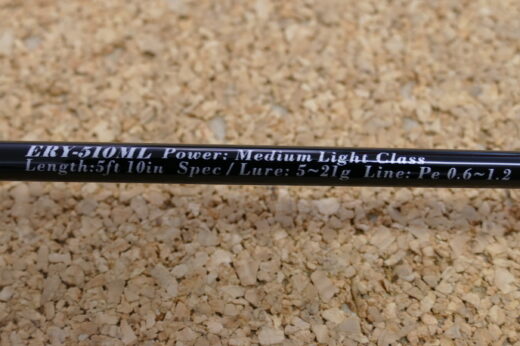 ERY-510ML Power: Medium Light Class
Length:5ft 10in Spec/Lure: 5~21g Line: Pe 0.6~1.2